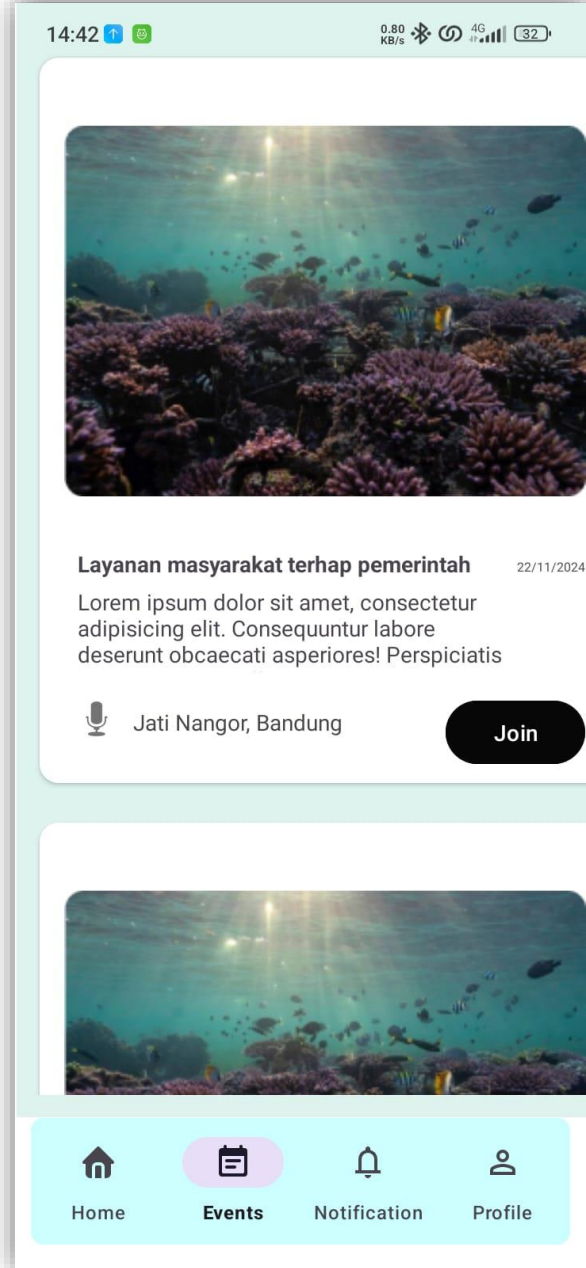 14:42
0.80
KB/s
4G
32
Layanan masyarakat terhap pemerintah
22/11/2024
Lorem ipsum dolor sit amet, consectetur
adipisicing elit. Consequuntur labore
deserunt obcaecati asperiores! Perspiciatis
Jati Nangor, Bandung
Join
Home
Events
Notification
Profile